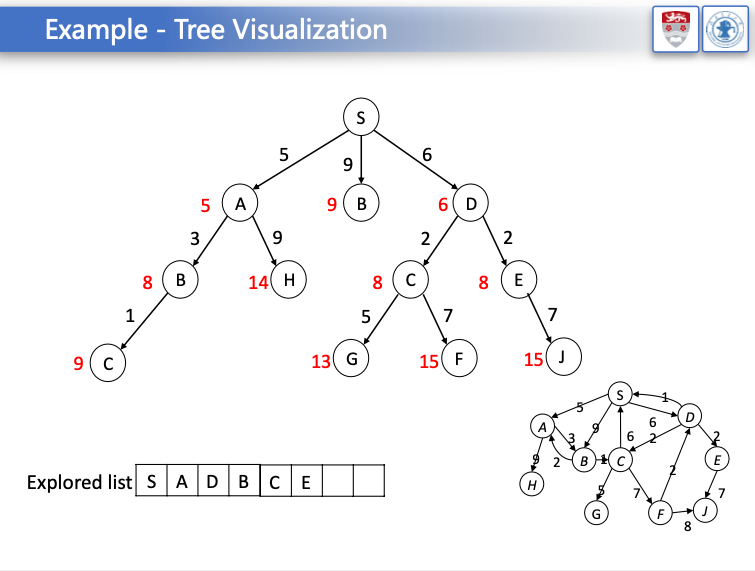 Example - Tree Visualization
S
5
9
6
5 A
9 B
6 D
3
9
2
2
8 B
14 H
8 C
8 E
1
5
7
7
9 C
13 G
15 F
15 J
S
5
1
A
D
9
6
3
6
2
2
9
2
B
1
C
E
H
5
7
2
7
G
F
J
8
Explored list S A D B C E